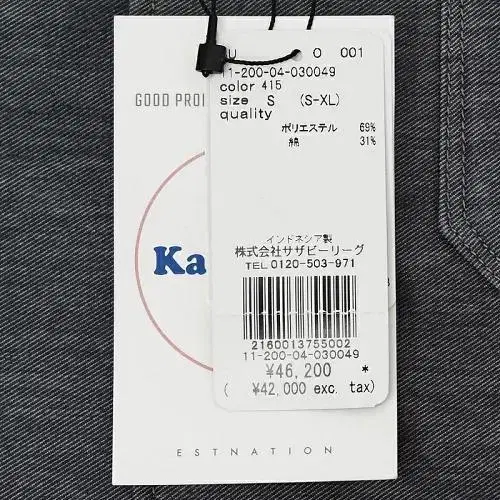 O 001
11-200-04-030049
color 415
size S (S-XL)
quality
ポリエステル 69%
綿 31%
インドネシア製
株式会社サザビーリーグ
TEL 0120-503-971
2160013755002
11-200-04-030049
¥46,200 *
( ¥42,000 exc. tax)
GOOD
Ka
ESTNATION